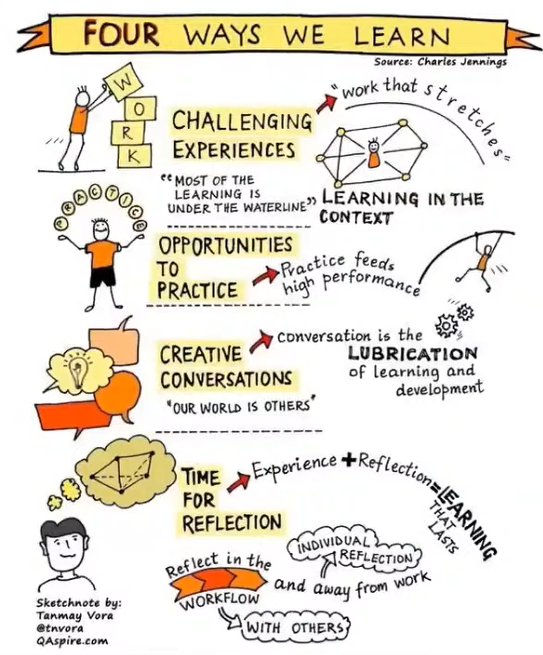 FOUR WAYS WE LEARN
Source: Charles Jennings
W
O
R
K
CHALLENGING
EXPERIENCES
"work that stretches"
"MOST OF THE
LEARNING IS
UNDER THE WATERLINE"
LEARNING IN THE
CONTEXT
PRACTICE
OPPORTUNITIES
TO
PRACTICE
Practice feeds
high performance
CREATIVE
CONVERSATIONS
"OUR WORLD IS OTHERS"
conversation is the
LUBRICATION
of learning and
development
TIME
FOR
REFLECTION
Experience + Reflection = LEARNING
THAT
LASTS
Reflect in the
WORKFLOW
and away from work
INDIVIDUAL
REFLECTION
WITH OTHERS
Sketchnote by:
Tanmay Vora
@tnvora
QAspire.com